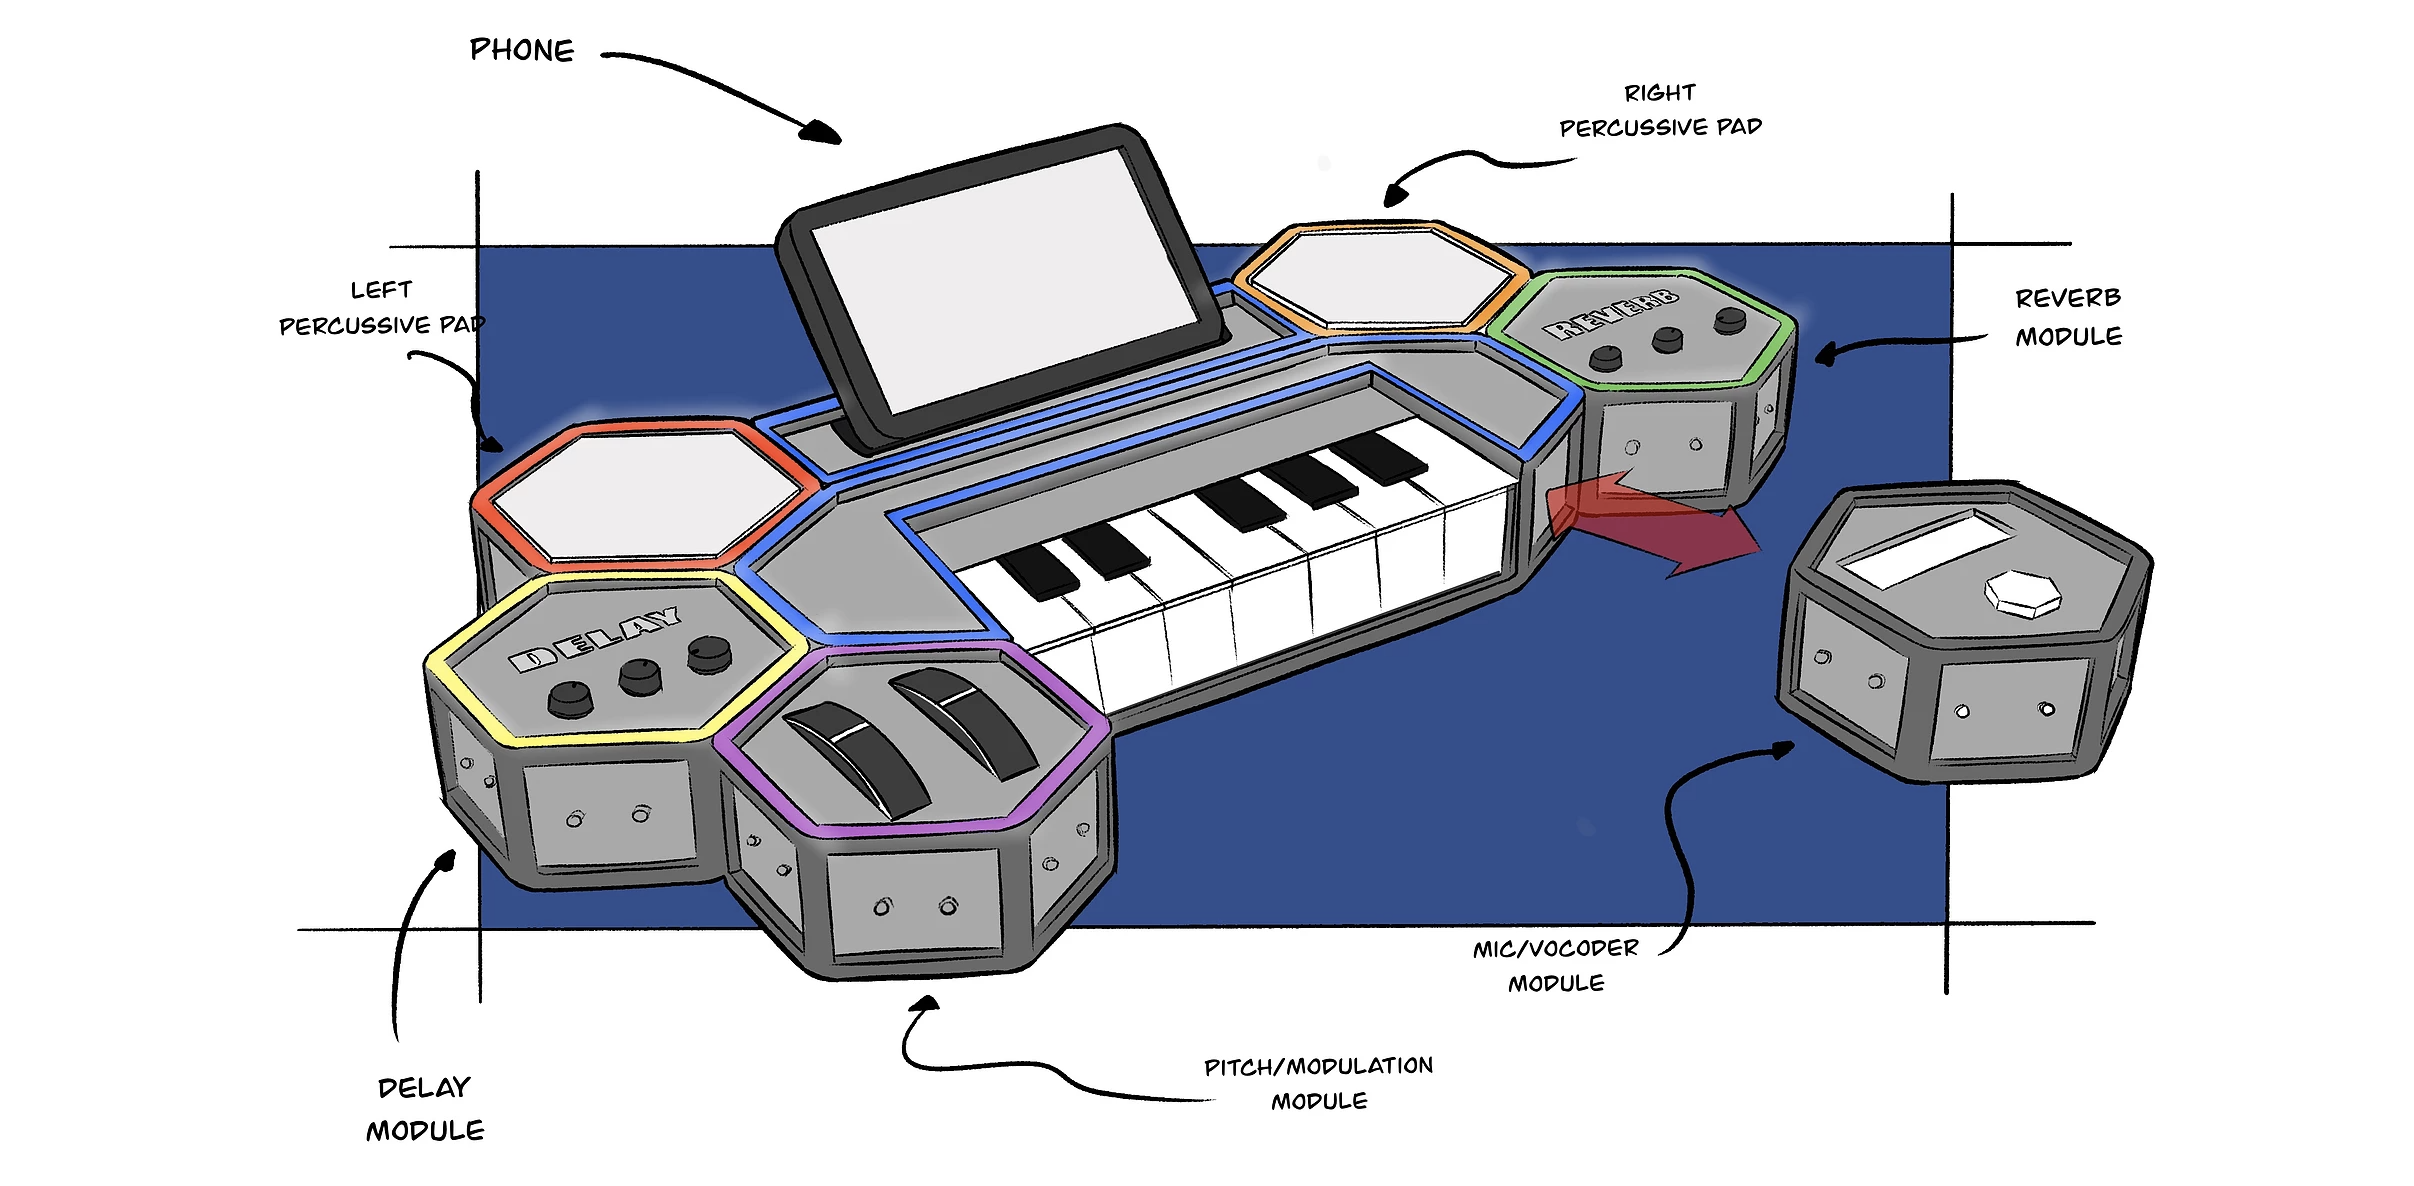 PHONE
RIGHT
PERCUSSIVE PAD
LEFT
PERCUSSIVE PAD
REVERB
REVERB
MODULE
DELAY
MIC/VOCODER
MODULE
PITCH/MODULATION
MODULE
DELAY
MODULE